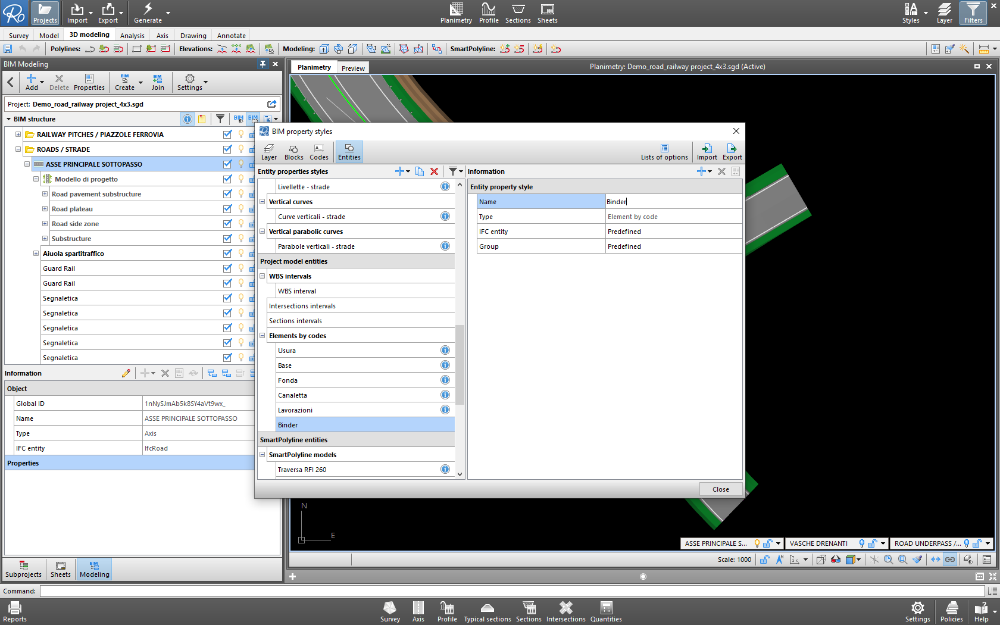 Ro
Projects
Import
Export
Generate
Planimetry
Profile
Sections
Sheets
Styles
Layer
Filters
Survey
Model
3D modeling
Analysis
Axis
Drawing
Annotate
Polylines:
Elevations:
Modeling:
SmartPolyline:
BIM Modeling
Add
Delete
Properties
BIM
Create
BIM
Join
Settings
Project: Demo_road_railway project_4x3.sgd
BIM structure
BIM
BIM
RAILWAY PITCHES / PIAZZOLE FERROVIA
ROADS / STRADE
ASSE PRINCIPALE SOTTOPASSO
Modello di progetto
Road pavement substructure
Road plateau
Road side zone
Substructure
Aiuola spartitraffico
Guard Rail
Guard Rail
Segnaletica
Segnaletica
Segnaletica
Segnaletica
Segnaletica
Information
Object
Global ID
1nNySJmAb5k8SY4aVt9wx_
Name
ASSE PRINCIPALE SOTTOPASSO
Type
Axis
IFC entity
IfcRoad
Properties
Subprojects
Sheets
BIM
Modeling
Planimetry
Preview
Planimetry: Demo_road_railway project_4x3.sgd (Active)
BIM property styles
Layer
Blocks
A...
Codes
Entities
Lists of options
Import
Export
Entity properties styles
Livellette - strade
Vertical curves
Curve verticali - strade
Vertical parabolic curves
Parabole verticali - strade
Project model entities
WBS intervals
WBS interval
Intersections intervals
Sections intervals
Elements by codes
Usura
Base
Fonda
Canaletta
Lavorazioni
Binder
SmartPolyline entities
SmartPolyline models
Traversa RFI 260
Information
Entity property style
Name
Binder
Type
Element by code
IFC entity
Predefined
Group
Predefined
Close
N
E
ASSE PRINCIPALE S...
VASCHE DRENANTI
ROAD UNDERPASS /...
Scale: 1000
Command:
Reports
Survey
Axis
Profile
Typical sections
Sections
Intersections
Quantities
Settings
Policies
Help